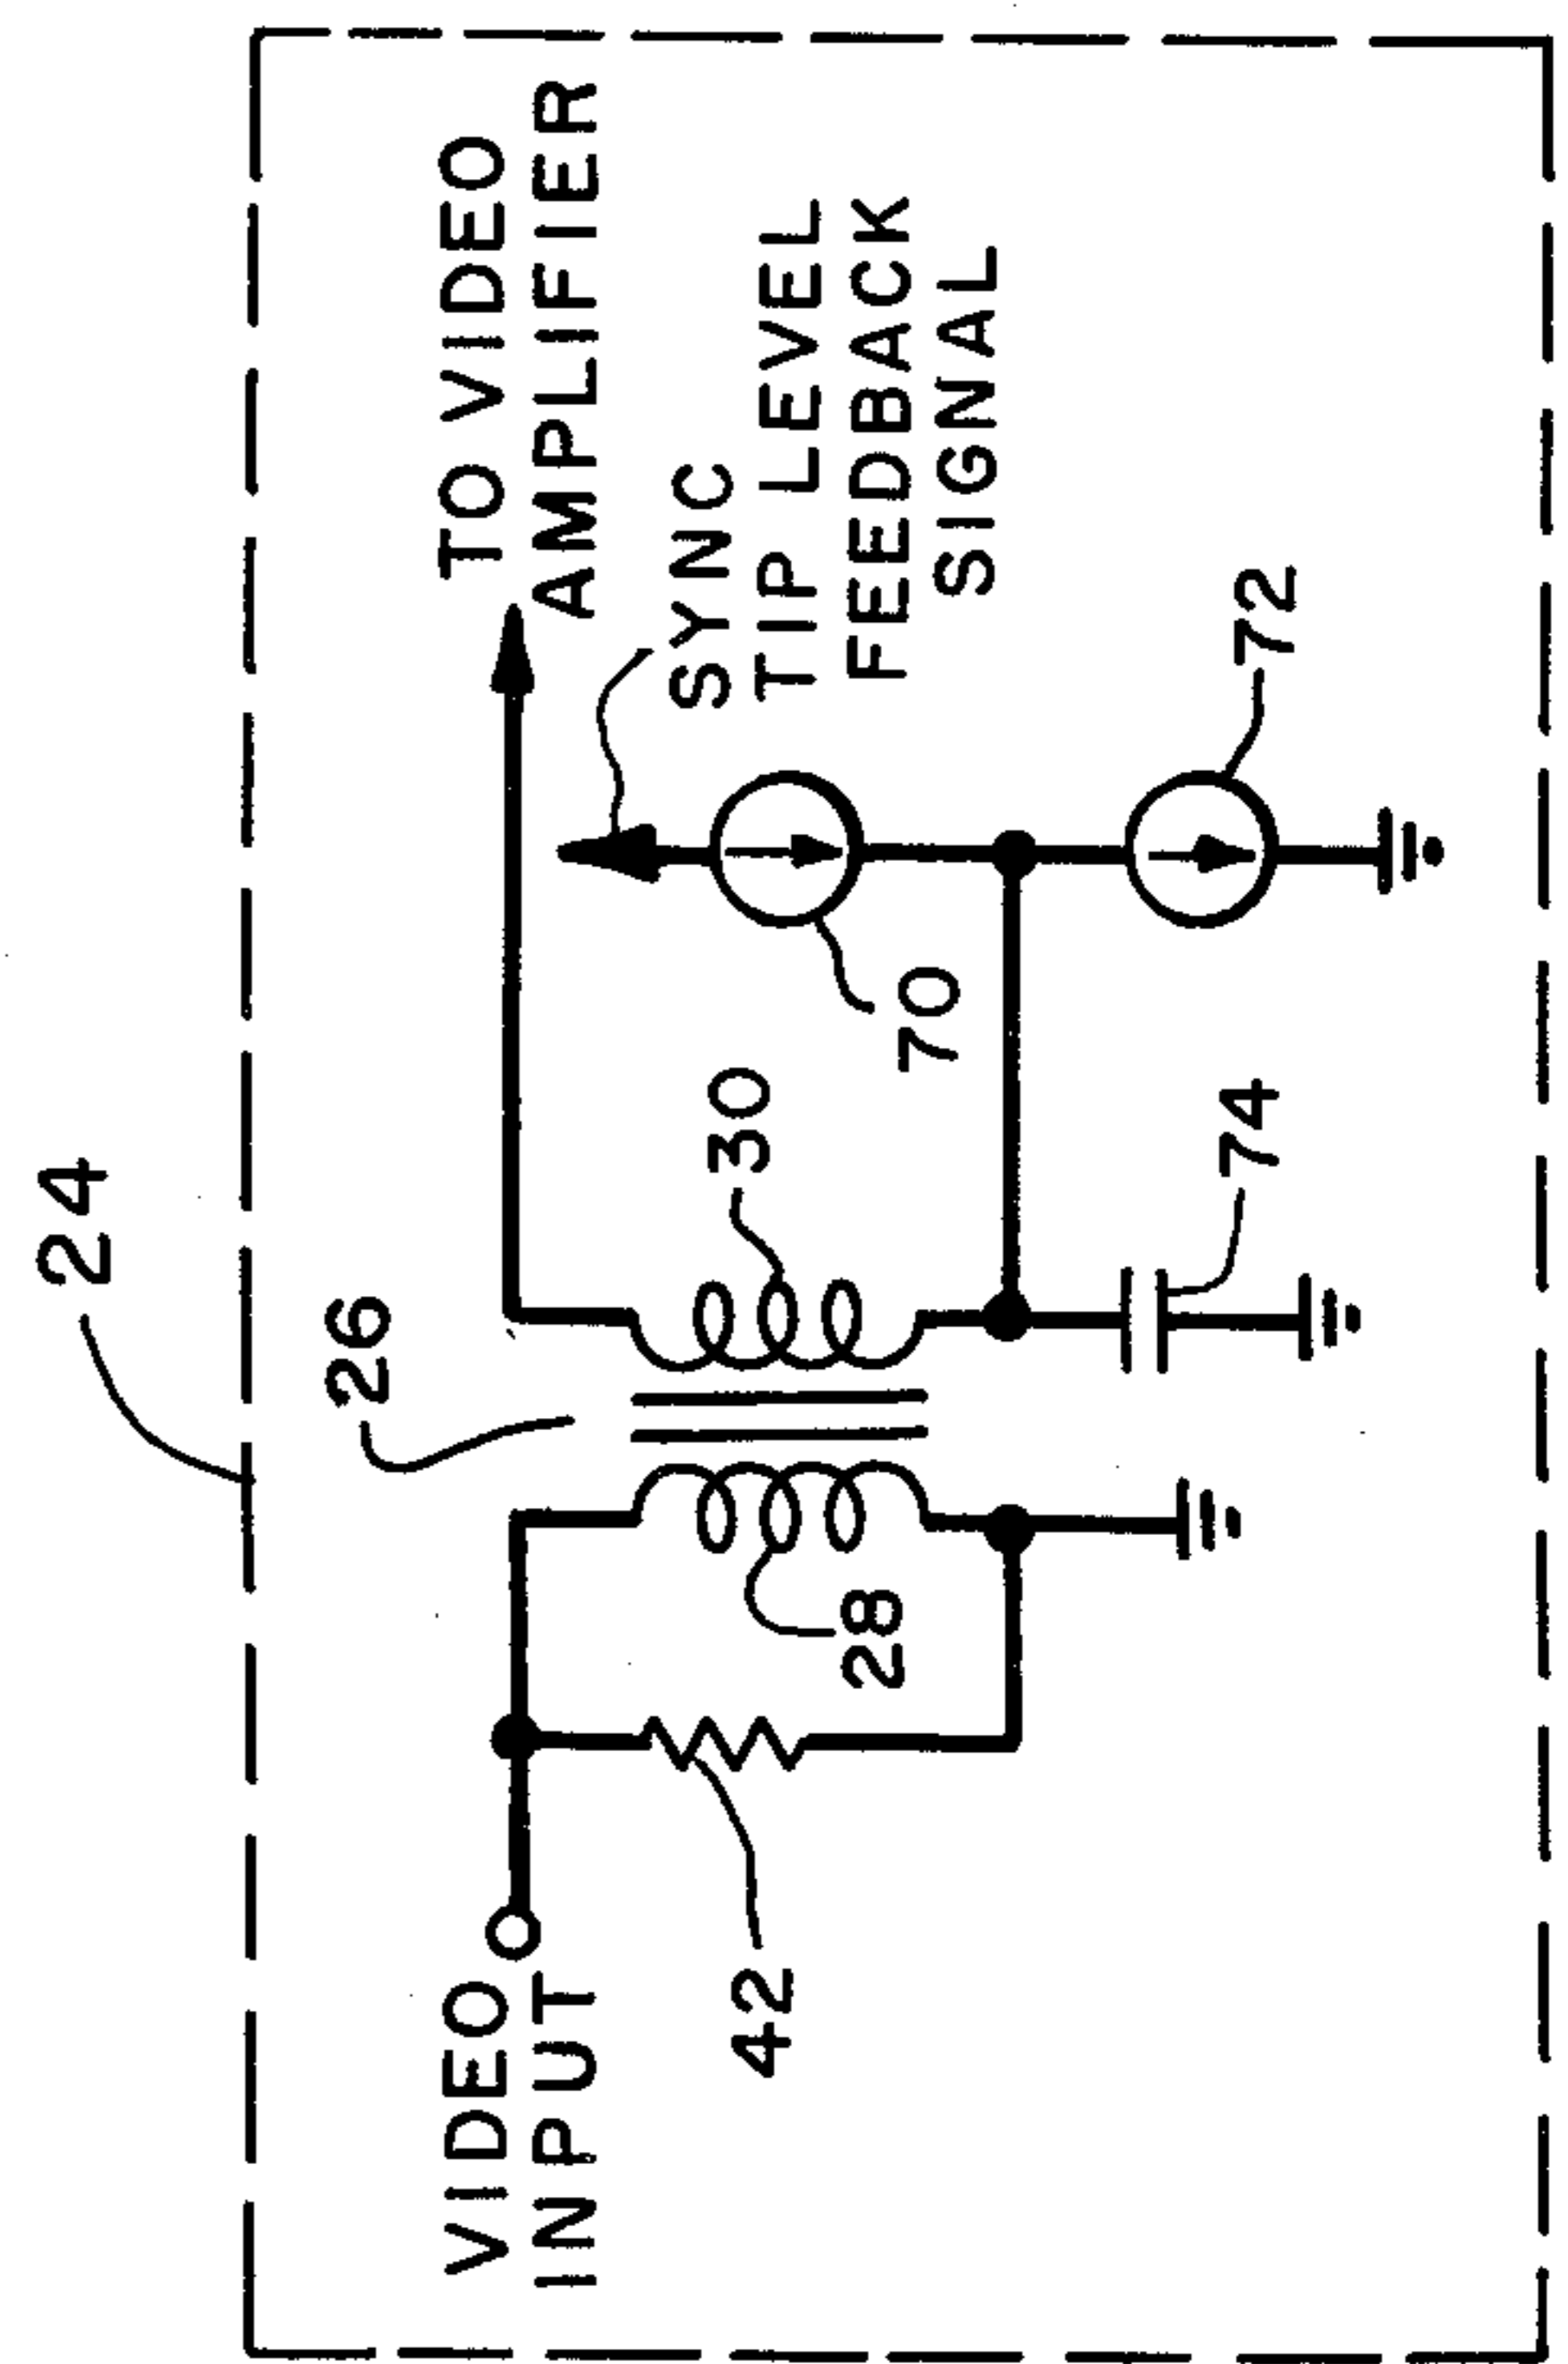 24
26
VIDEO
INPUT
42
28
30
TO VIDEO
AMPLIFIER
SYNC
TIP LEVEL
FEEDBACK
SIGNAL
70
72
74